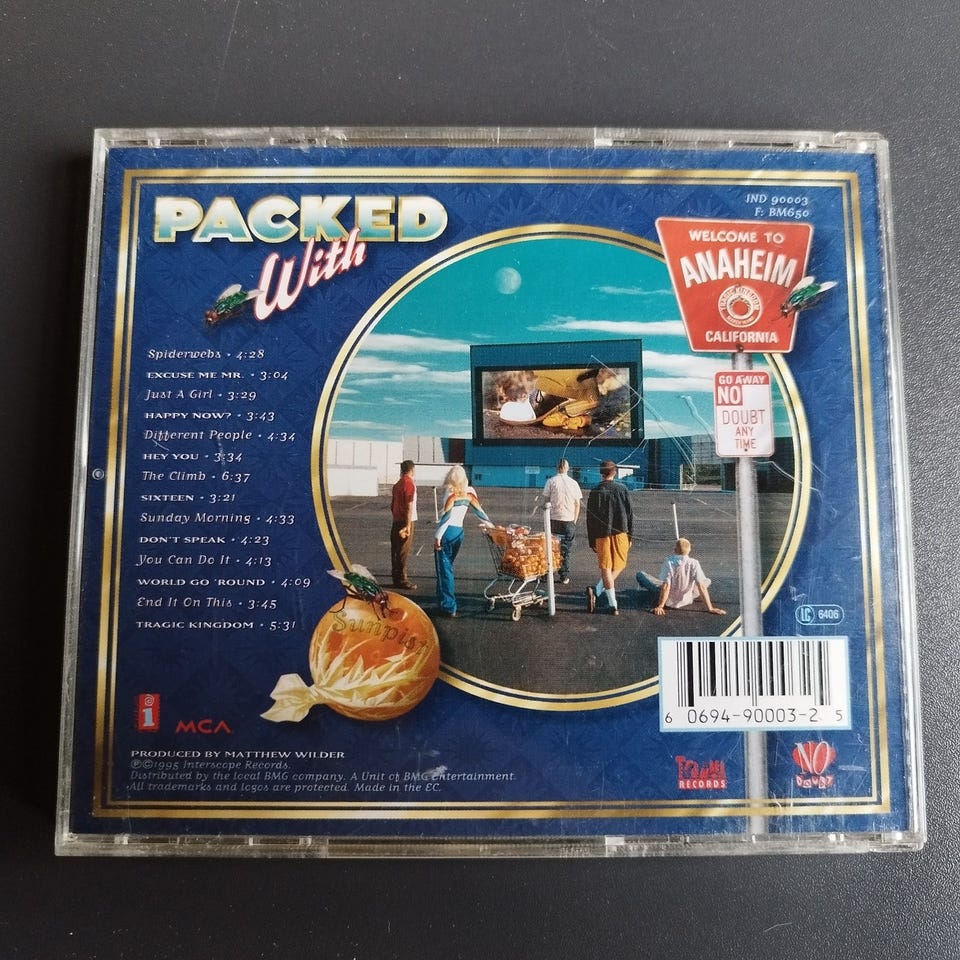 PACKED
With
IND 90003
F: BM650
WELCOME TO
ANAHEIM
TRAGIC KINGDOM
CALIFORNIA
GO AWAY
NO
DOUBT
ANY
TIME
Spiderwebs · 4:28
EXCUSE ME MR. · 3:04
Just A Girl · 3:29
HAPPY NOW? · 3:43
Different People · 4:34
HEY YOU · 3:34
The Climb · 6:37
SIXTEEN · 3:21
Sunday Morning · 4:33
DON'T SPEAK · 4:23
You Can Do It · 4:13
WORLD GO 'ROUND · 4:09
End It On This · 3:45
TRAGIC KINGDOM · 5:31
Sunpist
LC 6406
6 0694-90003-2 5
i
MCA
PRODUCED BY MATTHEW WILDER
℗©1995 Interscope Records.
Distributed by the local BMG company. A Unit of BMG Entertainment.
All trademarks and logos are protected. Made in the EC.
Trauma
RECORDS
NO
DOUBT